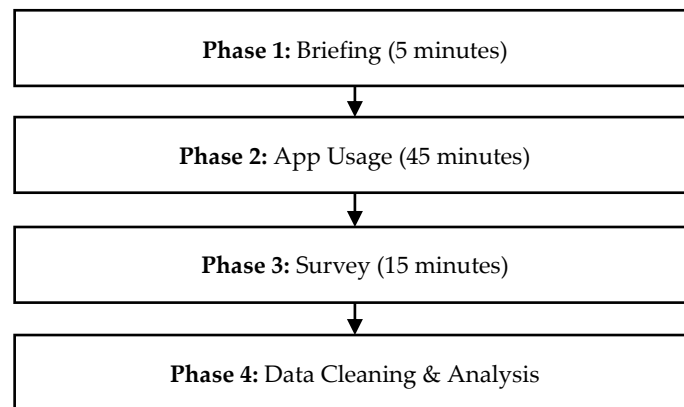 Phase 1: Briefing (5 minutes)
Phase 2: App Usage (45 minutes)
Phase 3: Survey (15 minutes)
Phase 4: Data Cleaning & Analysis